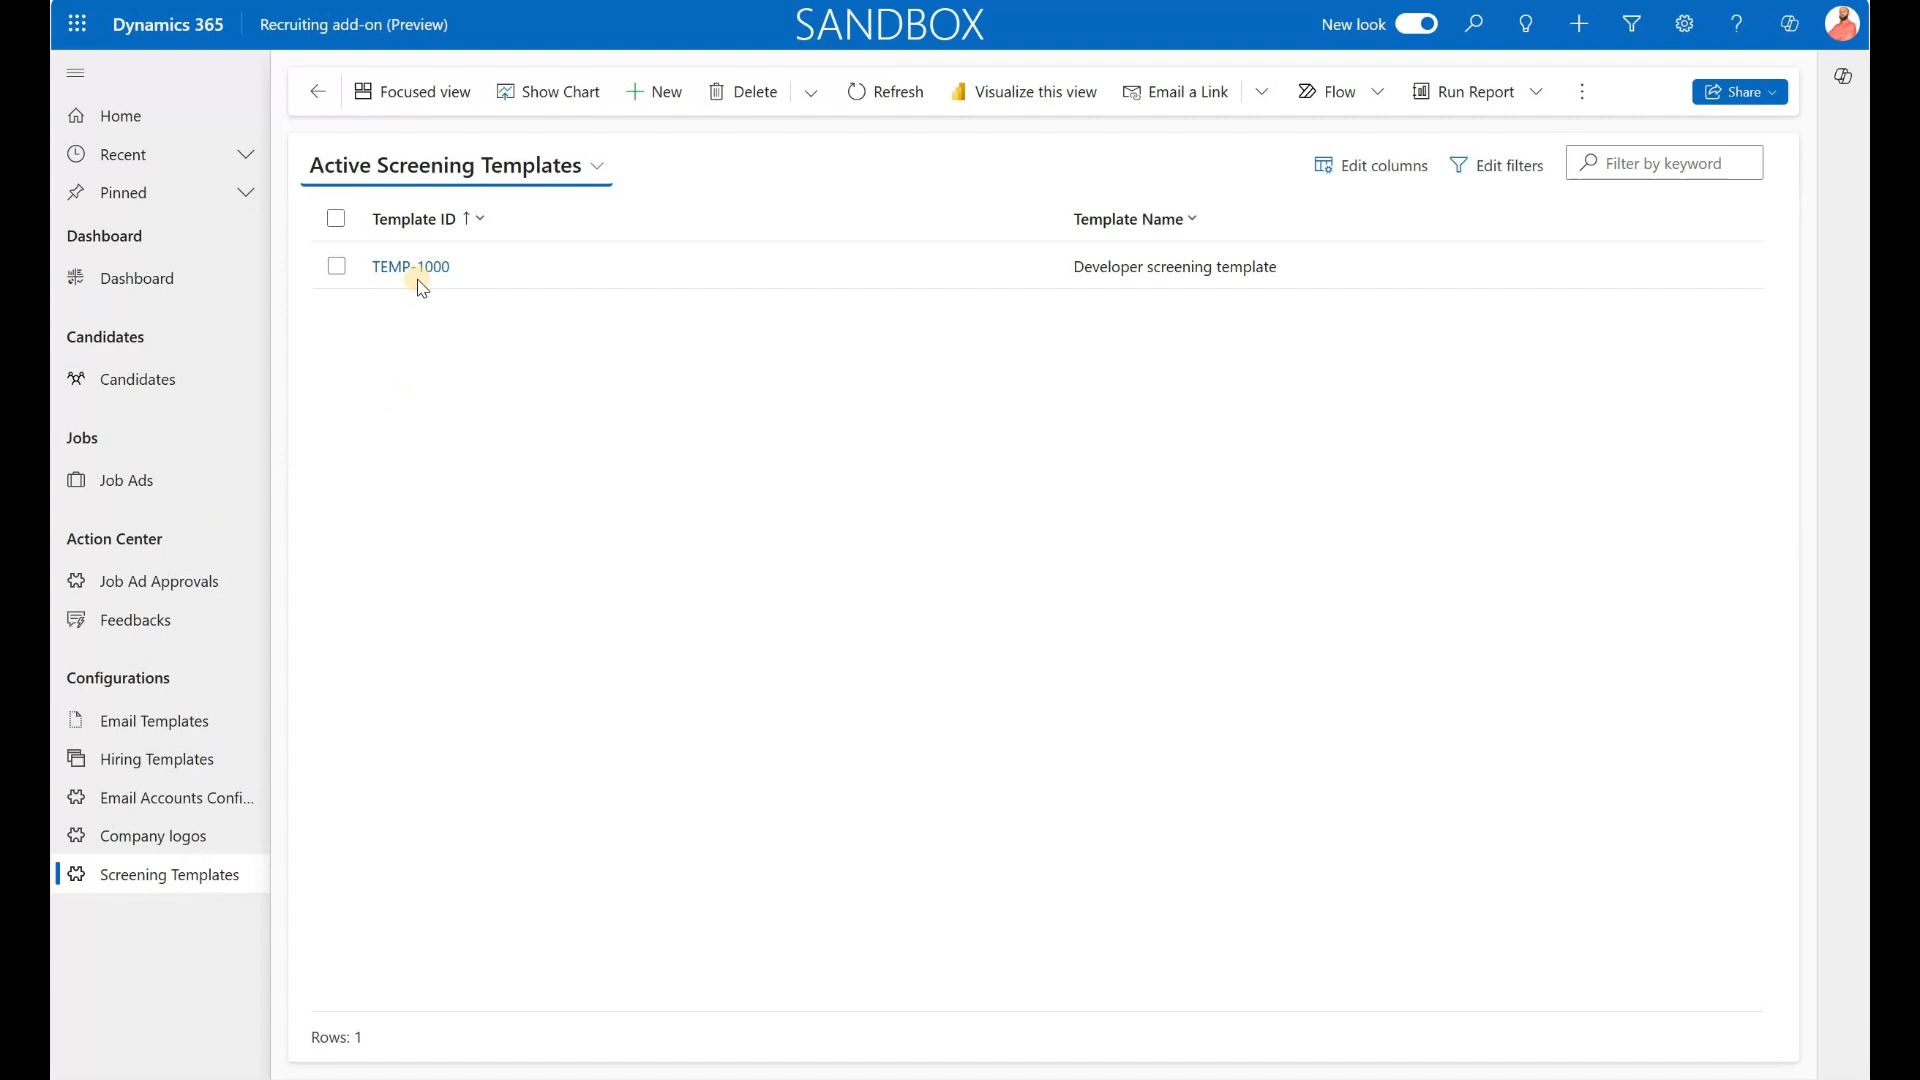 Dynamics 365
Recruiting add-on (Preview)
SANDBOX
New look
Home
Recent
Pinned
Dashboard
Dashboard
Candidates
Candidates
Jobs
Job Ads
Action Center
Job Ad Approvals
Feedbacks
Configurations
Email Templates
Hiring Templates
Email Accounts Confi...
Company logos
Screening Templates
Focused view
Show Chart
New
Delete
Refresh
Visualize this view
Email a Link
Flow
Run Report
Share
Active Screening Templates
Edit columns
Edit filters
Filter by keyword
Template ID
Template Name
TEMP-1000
Developer screening template
Rows: 1